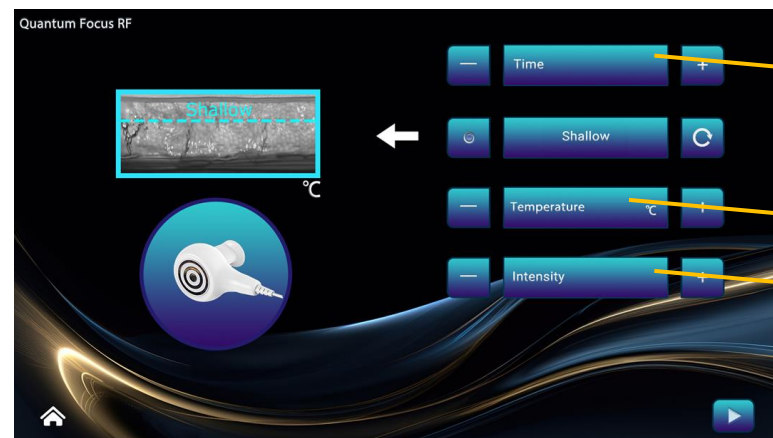 Quantum Focus RF
Time
Shallow
Shallow
℃
Temperature ℃
Intensity